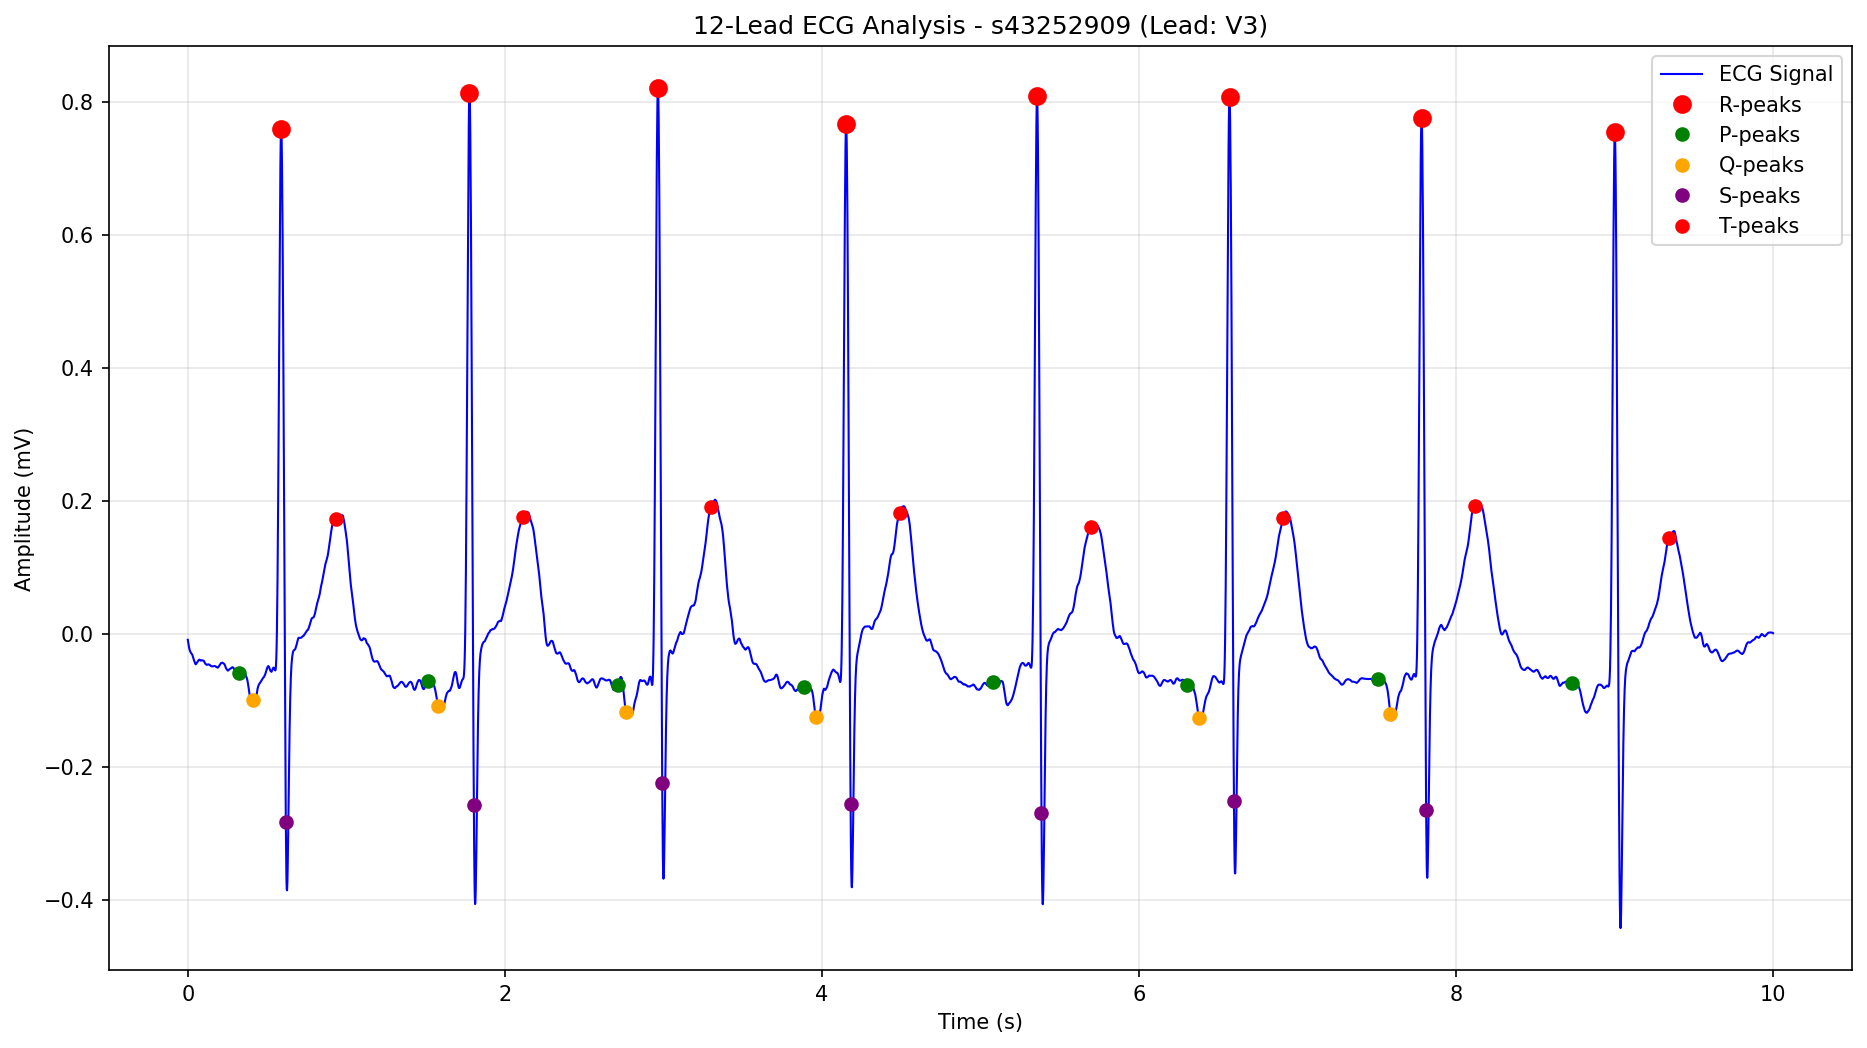 12-Lead ECG Analysis - s43252909 (Lead: V3)
ECG Signal
R-peaks
P-peaks
Q-peaks
S-peaks
T-peaks
Amplitude (mV)
0.8
0.6
0.4
0.2
0.0
−0.2
−0.4
0 2 4 6 8 10
Time (s)